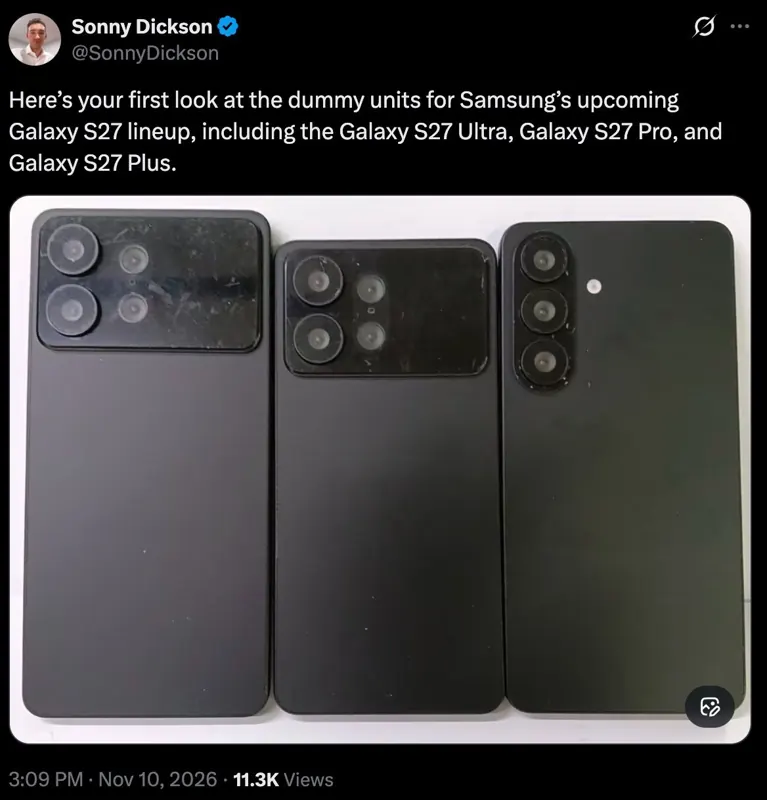 Sonny Dickson
@SonnyDickson
Here’s your first look at the dummy units for Samsung’s upcoming
Galaxy S27 lineup, including the Galaxy S27 Ultra, Galaxy S27 Pro, and
Galaxy S27 Plus.
3:09 PM · Nov 10, 2026 · 11.3K Views